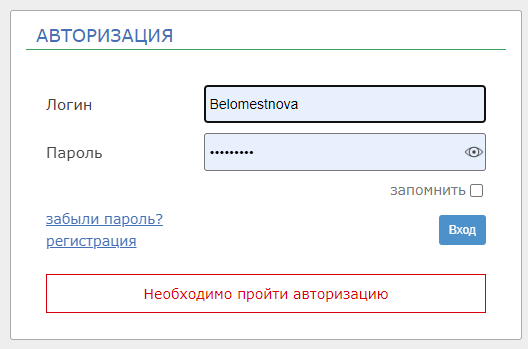 АВТОРИЗАЦИЯ
Логин
Belomestnova
Пароль
•••••••••
запомнить
забыли пароль?
Вход
регистрация
Необходимо пройти авторизацию